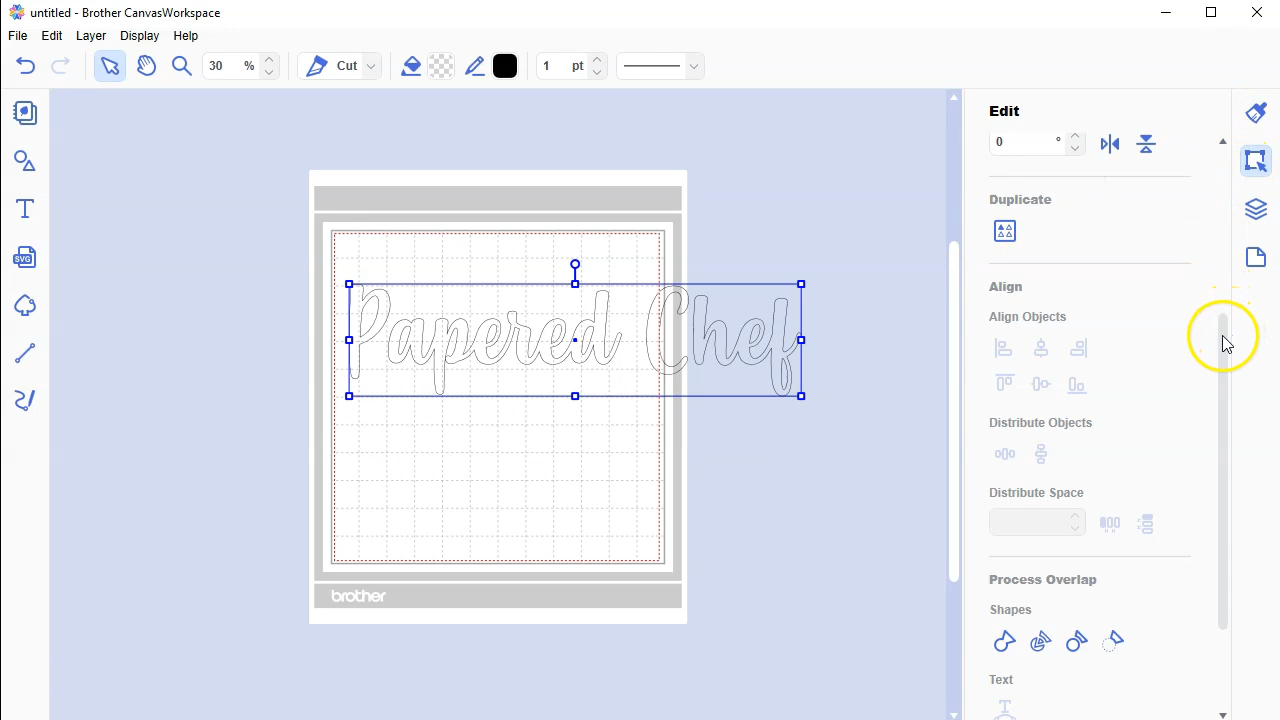 untitled - Brother CanvasWorkspace
File Edit Layer Display Help
30 % Cut 1 pt
SVG
Edit
0 °
Duplicate
Align
Align Objects
Distribute Objects
Distribute Space
Process Overlap
Shapes
Text
Papered Chef
brother